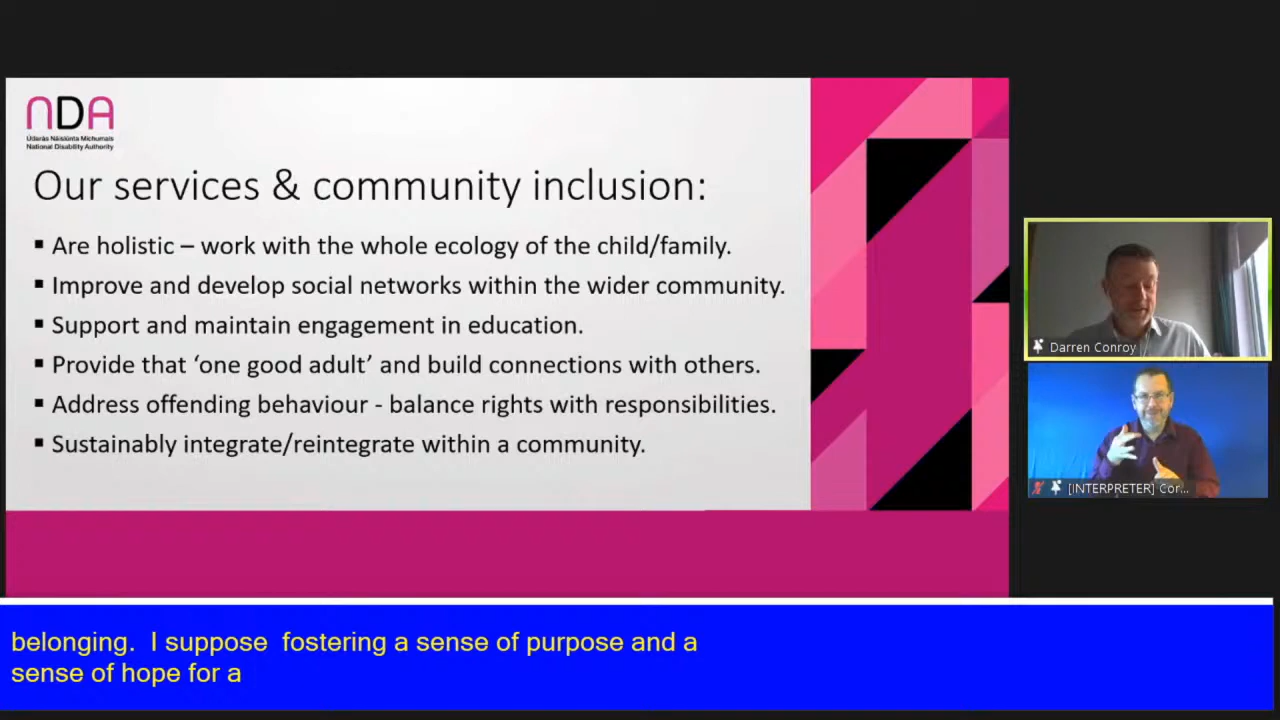 NDA
Údarás Náisiúnta Míchumais
National Disability Authority
Our services & community inclusion:
▪ Are holistic – work with the whole ecology of the child/family.
▪ Improve and develop social networks within the wider community.
▪ Support and maintain engagement in education.
▪ Provide that ‘one good adult’ and build connections with others.
▪ Address offending behaviour - balance rights with responsibilities.
▪ Sustainably integrate/reintegrate within a community.
Darren Conroy
[INTERPRETER] Cor...
belonging.  I suppose  fostering a sense of purpose and a
sense of hope for a